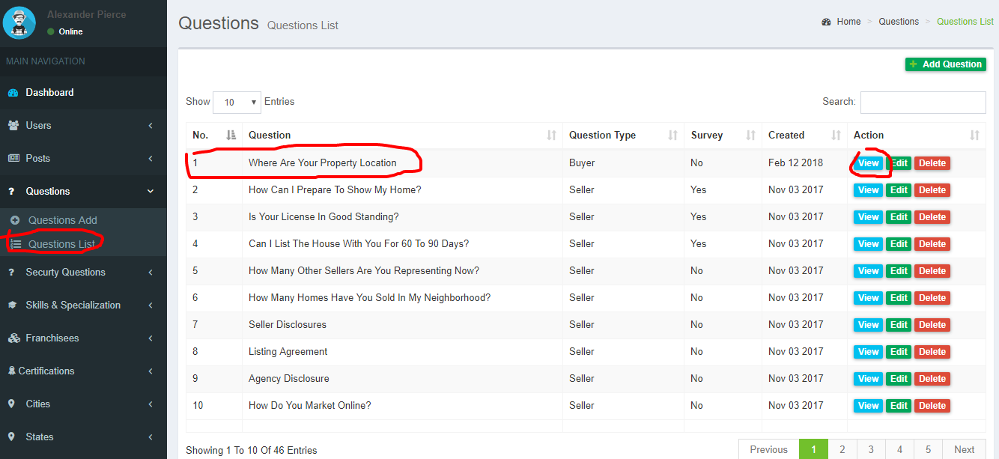 Alexander Pierce
Online
MAIN NAVIGATION
Dashboard
Users
Posts
Questions
Questions Add
Questions List
Securty Questions
Skills & Specialization
Franchisees
Certifications
Cities
States
Questions Questions List
Home > Questions > Questions List
+ Add Question
Show 10 Entries Search:
No. Question Question Type Survey Created Action
1 Where Are Your Property Location Buyer No Feb 12 2018 View Edit Delete
2 How Can I Prepare To Show My Home? Seller Yes Nov 03 2017 View Edit Delete
3 Is Your License In Good Standing? Seller Yes Nov 03 2017 View Edit Delete
4 Can I List The House With You For 60 To 90 Days? Seller Yes Nov 03 2017 View Edit Delete
5 How Many Other Sellers Are You Representing Now? Seller No Nov 03 2017 View Edit Delete
6 How Many Homes Have You Sold In My Neighborhood? Seller No Nov 03 2017 View Edit Delete
7 Seller Disclosures Seller No Nov 03 2017 View Edit Delete
8 Listing Agreement Seller No Nov 03 2017 View Edit Delete
9 Agency Disclosure Seller No Nov 03 2017 View Edit Delete
10 How Do You Market Online? Seller No Nov 03 2017 View Edit Delete
Showing 1 To 10 Of 46 Entries Previous 1 2 3 4 5 Next